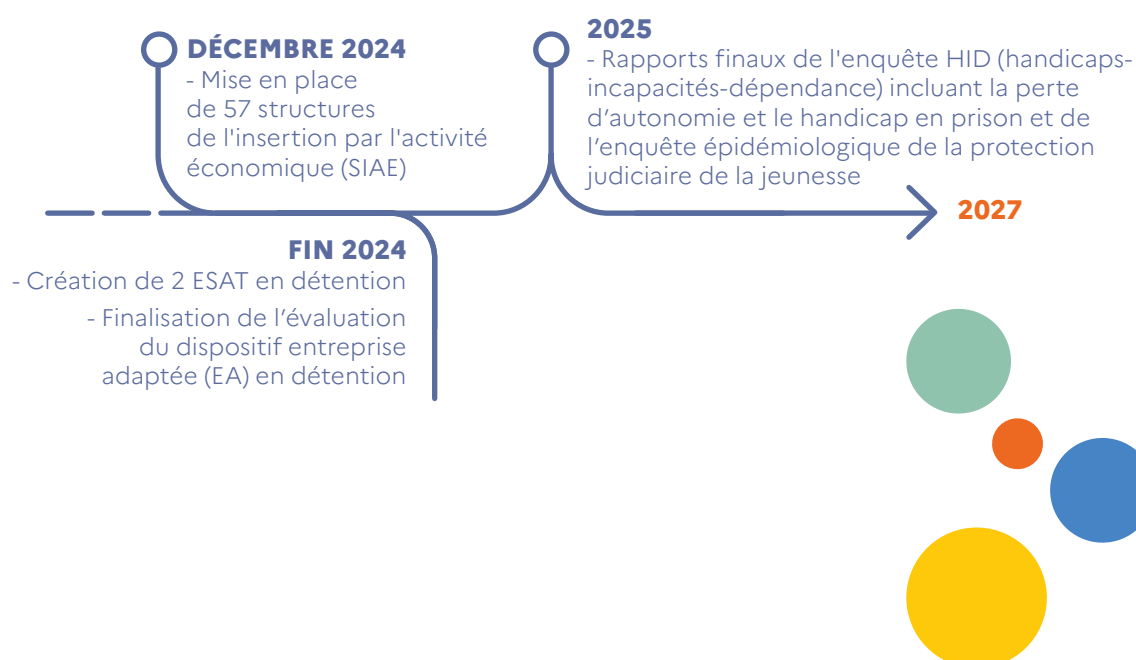 DÉCEMBRE 2024
- Mise en place
de 57 structures
de l'insertion par l'activité
économique (SIAE)
2025
- Rapports finaux de l'enquête HID (handicaps-
incapacités-dépendance) incluant la perte
d’autonomie et le handicap en prison et de
l’enquête épidémiologique de la protection
judiciaire de la jeunesse
2027
FIN 2024
- Création de 2 ESAT en détention
- Finalisation de l’évaluation
du dispositif entreprise
adaptée (EA) en détention